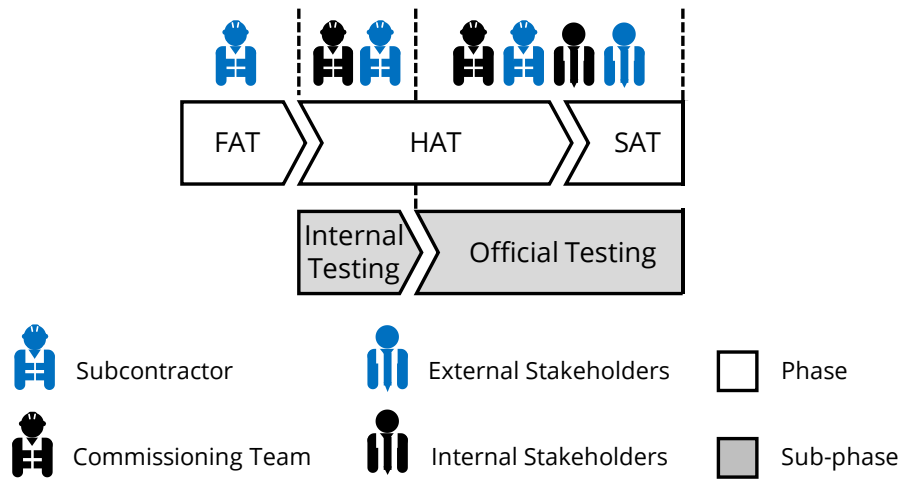 FAT
HAT
SAT
Internal
Testing
Official Testing
Subcontractor
External Stakeholders
Phase
Commissioning Team
Internal Stakeholders
Sub-phase